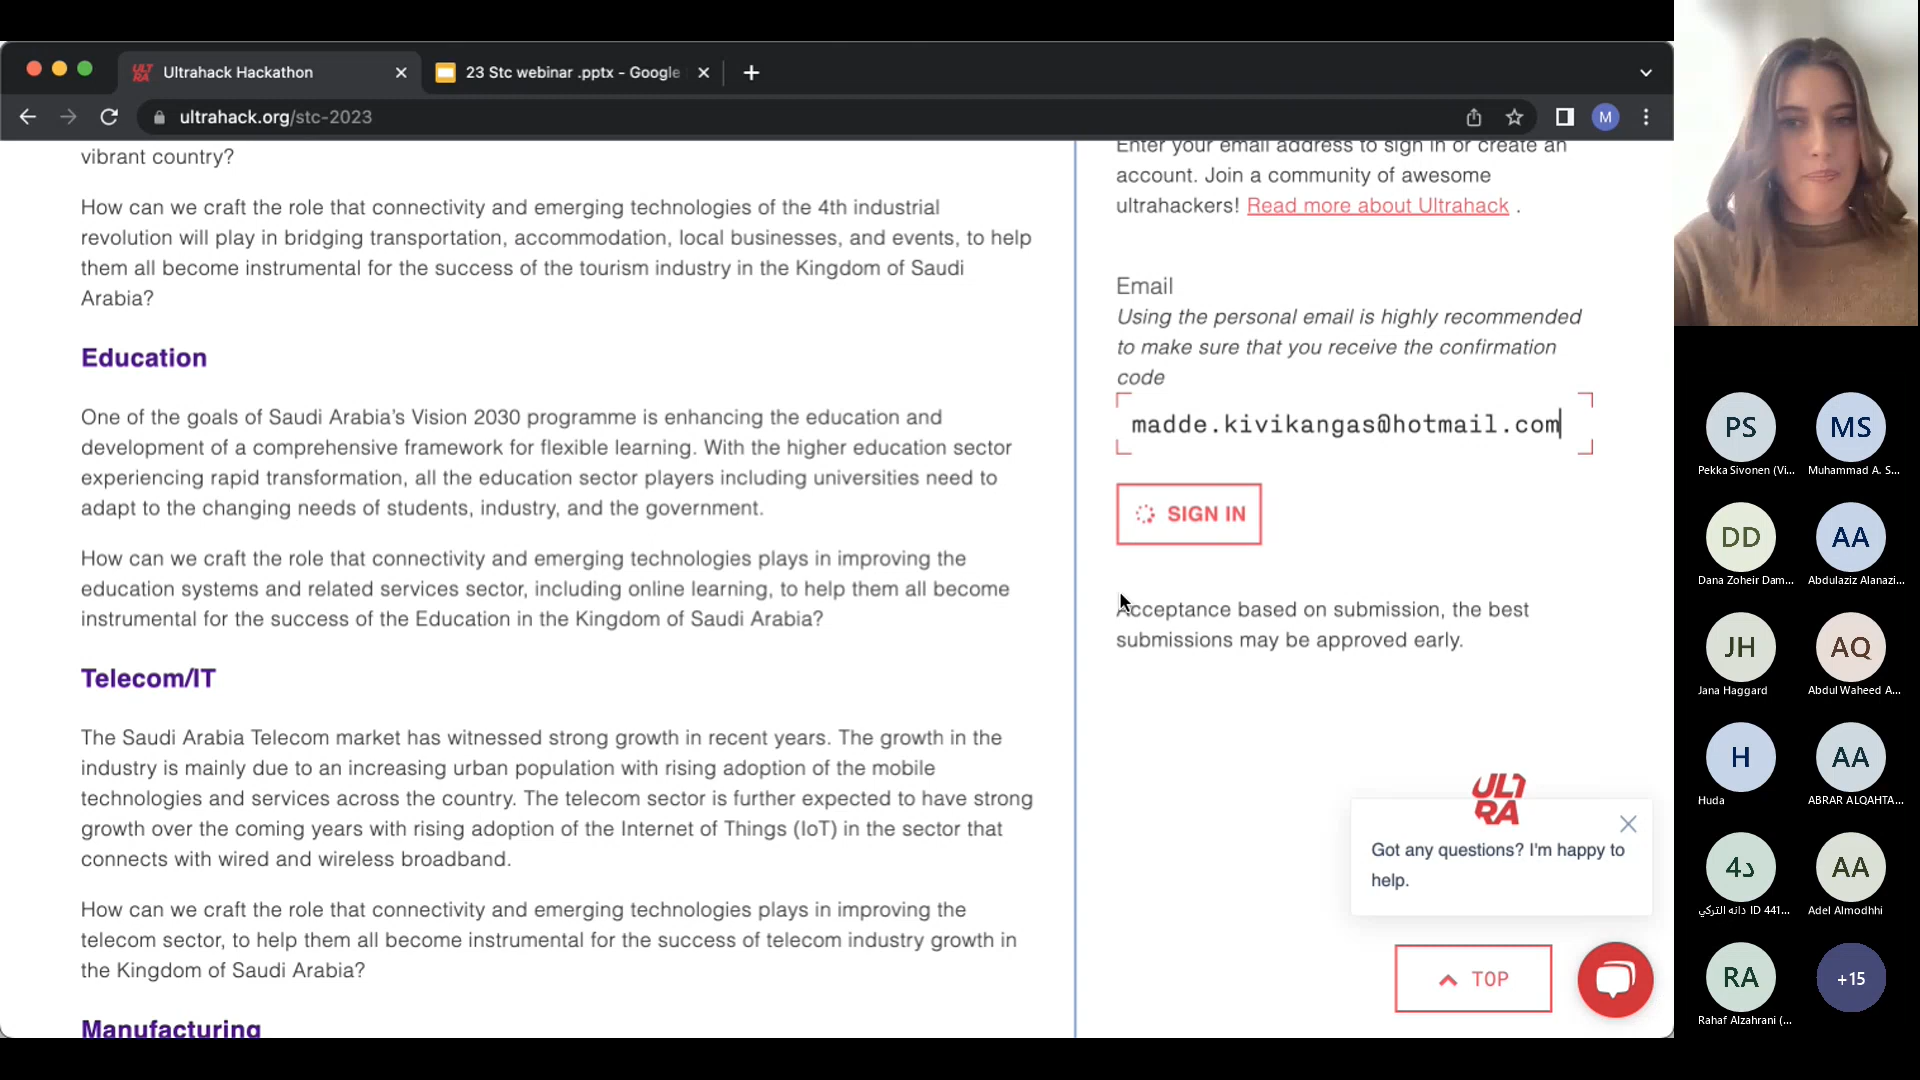 Ultrahack Hackathon
23 Stc webinar .pptx - Google
ultrahack.org/stc-2023
M
vibrant country?
How can we craft the role that connectivity and emerging technologies of the 4th industrial
revolution will play in bridging transportation, accommodation, local businesses, and events, to help
them all become instrumental for the success of the tourism industry in the Kingdom of Saudi
Arabia?
Education
One of the goals of Saudi Arabia's Vision 2030 programme is enhancing the education and
development of a comprehensive framework for flexible learning. With the higher education sector
experiencing rapid transformation, all the education sector players including universities need to
adapt to the changing needs of students, industry, and the government.
How can we craft the role that connectivity and emerging technologies plays in improving the
education systems and related services sector, including online learning, to help them all become
instrumental for the success of the Education in the Kingdom of Saudi Arabia?
Telecom/IT
The Saudi Arabia Telecom market has witnessed strong growth in recent years. The growth in the
industry is mainly due to an increasing urban population with rising adoption of the mobile
technologies and services across the country. The telecom sector is further expected to have strong
growth over the coming years with rising adoption of the Internet of Things (IoT) in the sector that
connects with wired and wireless broadband.
How can we craft the role that connectivity and emerging technologies plays in improving the
telecom sector, to help them all become instrumental for the success of telecom industry growth in
the Kingdom of Saudi Arabia?
Manufacturing
Enter your email address to sign in or create an
account. Join a community of awesome
ultrahackers! Read more about Ultrahack .
Email
Using the personal email is highly recommended
to make sure that you receive the confirmation
code
madde.kivikangas@hotmail.com
SIGN IN
Acceptance based on submission, the best
submissions may be approved early.
ULTRA
Got any questions? I'm happy to
help.
TOP
PS
Pekka Sivonen (Vi...
MS
Muhammad A. S...
DD
Dana Zoheir Dam...
AA
Abdulaziz Alanazi...
JH
Jana Haggard
AQ
Abdul Waheed A...
H
Huda
AA
ABRAR ALQAHTA...
د4
دانه التركي ID 441...
AA
Adel Almodhhi
RA
Rahaf Alzahrani (...
+15